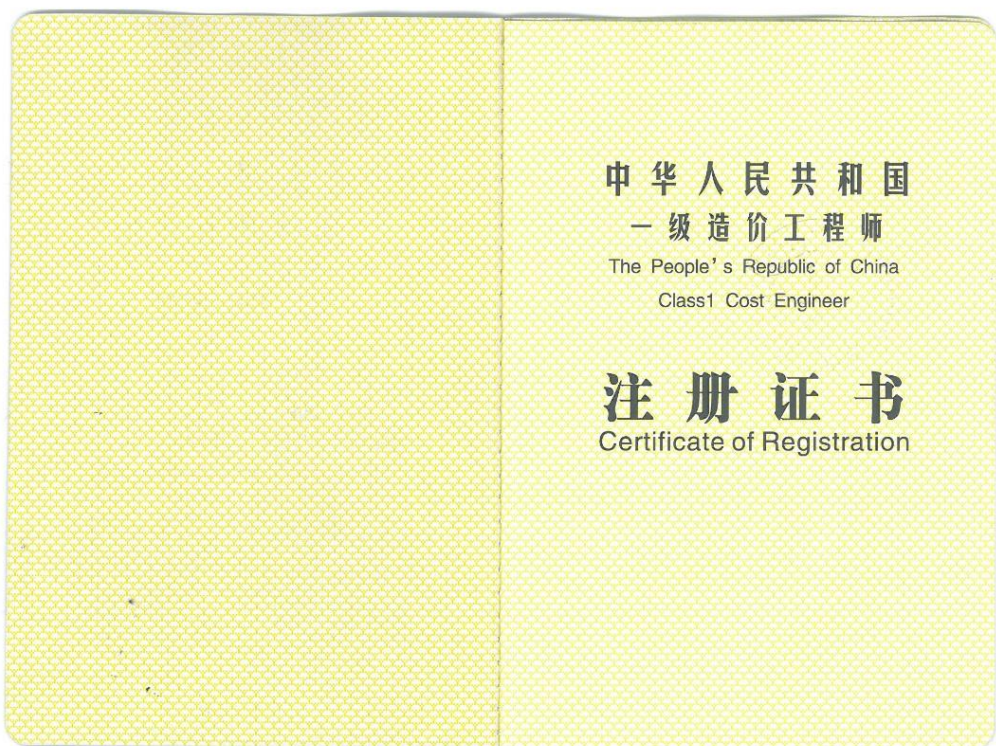 中华人民共和国
一级造价工程师
The People's Republic of China
Class1 Cost Engineer
注册证书
Certificate of Registration